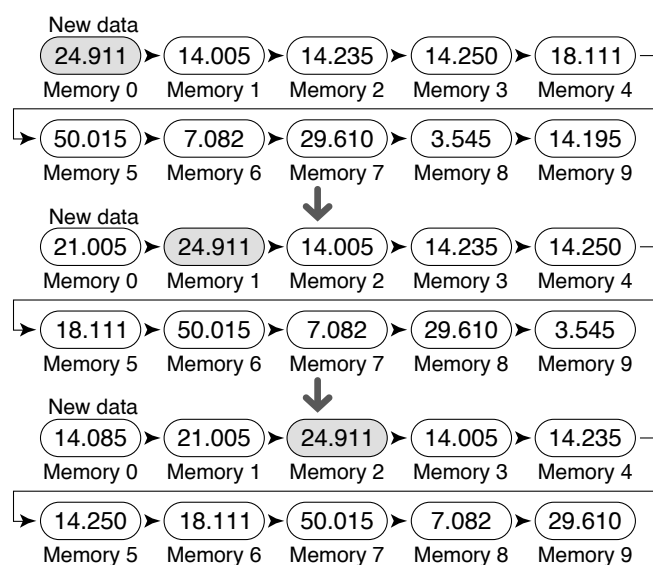 New data
24.911 14.005 14.235 14.250 18.111
Memory 0 Memory 1 Memory 2 Memory 3 Memory 4
50.015 7.082 29.610 3.545 14.195
Memory 5 Memory 6 Memory 7 Memory 8 Memory 9
New data
21.005 24.911 14.005 14.235 14.250
Memory 0 Memory 1 Memory 2 Memory 3 Memory 4
18.111 50.015 7.082 29.610 3.545
Memory 5 Memory 6 Memory 7 Memory 8 Memory 9
New data
14.085 21.005 24.911 14.005 14.235
Memory 0 Memory 1 Memory 2 Memory 3 Memory 4
14.250 18.111 50.015 7.082 29.610
Memory 5 Memory 6 Memory 7 Memory 8 Memory 9